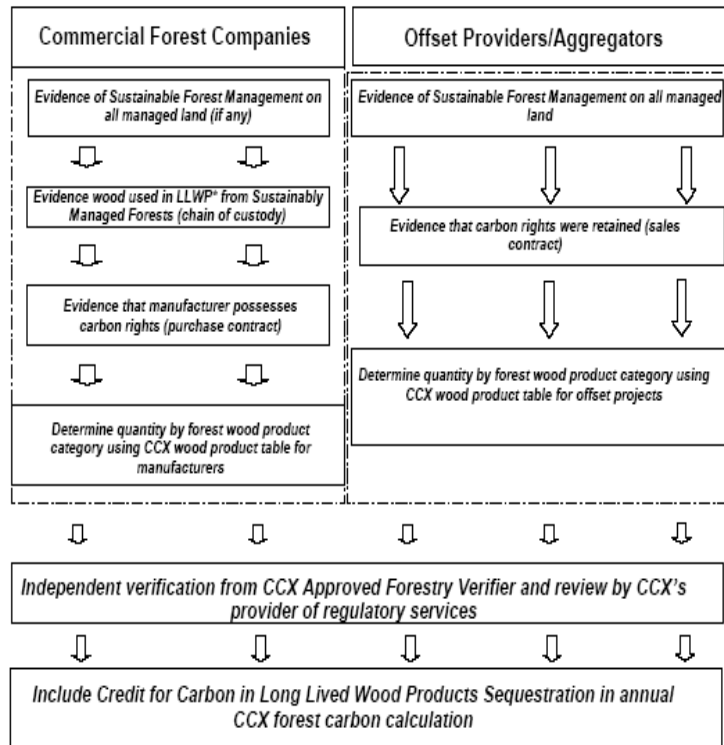 Commercial Forest Companies
Evidence of Sustainable Forest Management on
all managed land (if any)
Evidence wood used in LLWP* from Sustainably
Managed Forests (chain of custody)
Evidence that manufacturer possesses
carbon rights (purchase contract)
Determine quantity by forest wood product
category using CCX wood product table for
manufacturers
Offset Providers/Aggregators
Evidence of Sustainable Forest Management on all managed
land
Evidence that carbon rights were retained (sales
contract)
Determine quantity by forest wood product category using
CCX wood product table for offset projects
Independent verification from CCX Approved Forestry Verifier and review by CCX's
provider of regulatory services
Include Credit for Carbon in Long Lived Wood Products Sequestration in annual
CCX forest carbon calculation